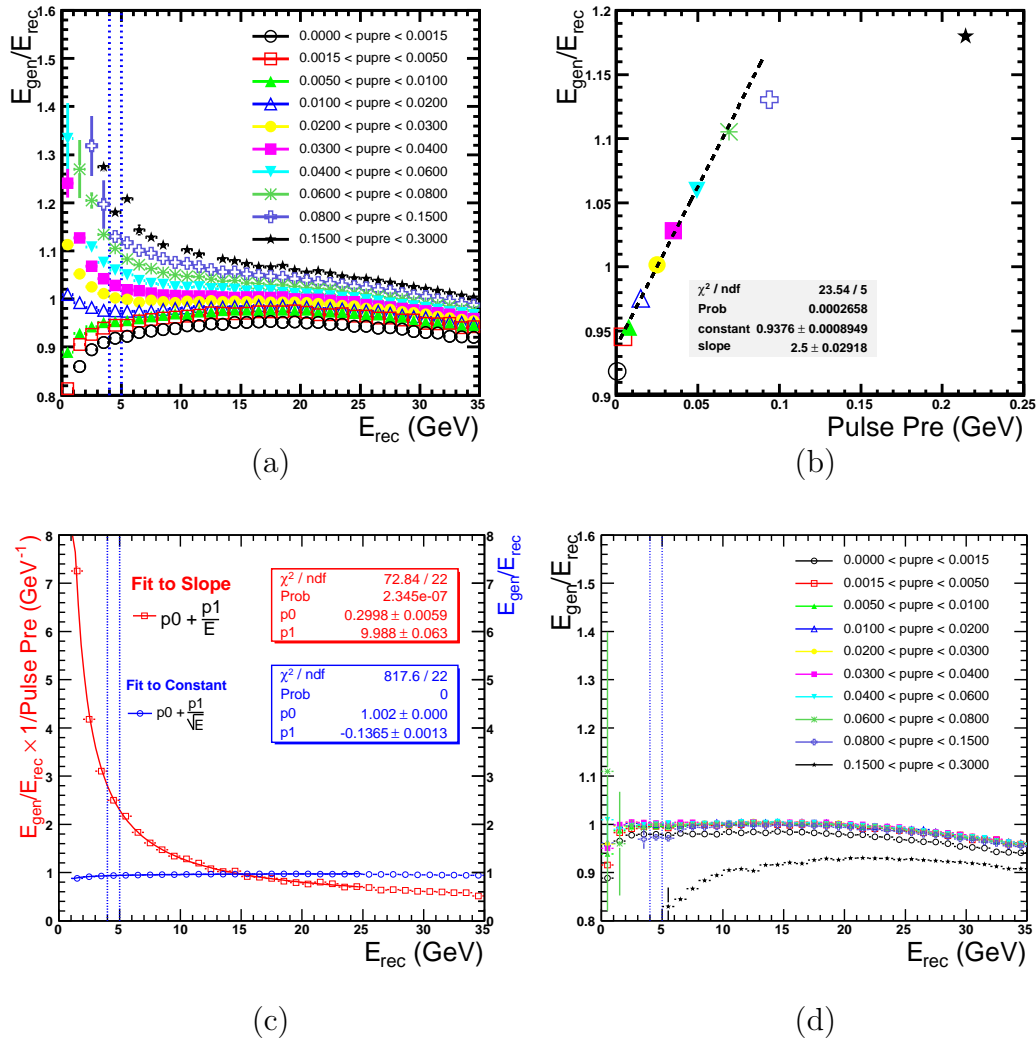 E_gen/E_rec
1.6
1.5
1.4
1.3
1.2
1.1
1
0.9
0.8
0.0000 < pupre < 0.0015
0.0015 < pupre < 0.0050
0.0050 < pupre < 0.0100
0.0100 < pupre < 0.0200
0.0200 < pupre < 0.0300
0.0300 < pupre < 0.0400
0.0400 < pupre < 0.0600
0.0600 < pupre < 0.0800
0.0800 < pupre < 0.1500
0.1500 < pupre < 0.3000
0 5 10 15 20 25 30 35
E_rec (GeV)
(a)
E_gen/E_rec
1.2
1.15
1.1
1.05
1
0.95
0.9
χ² / ndf 23.54 / 5
Prob 0.0002658
constant 0.9376 ± 0.0008949
slope 2.5 ± 0.02918
0 0.05 0.1 0.15 0.2 0.25
Pulse Pre (GeV)
(b)
E_gen/E_rec × 1/Pulse Pre (GeV⁻¹)
8
7
6
5
4
3
2
1
0
Fit to Slope
p0 + p1/E
χ² / ndf 72.84 / 22
Prob 2.345e-07
p0 0.2998 ± 0.0059
p1 9.988 ± 0.063
Fit to Constant
p0 + p1/√E
χ² / ndf 817.6 / 22
Prob 0
p0 1.002 ± 0.000
p1 -0.1365 ± 0.0013
E_gen/E_rec
8
7
6
5
4
3
2
1
0
0 5 10 15 20 25 30 35
E_rec (GeV)
(c)
E_gen/E_rec
1.6
1.5
1.4
1.3
1.2
1.1
1
0.9
0.8
0.0000 < pupre < 0.0015
0.0015 < pupre < 0.0050
0.0050 < pupre < 0.0100
0.0100 < pupre < 0.0200
0.0200 < pupre < 0.0300
0.0300 < pupre < 0.0400
0.0400 < pupre < 0.0600
0.0600 < pupre < 0.0800
0.0800 < pupre < 0.1500
0.1500 < pupre < 0.3000
0 5 10 15 20 25 30 35
E_rec (GeV)
(d)